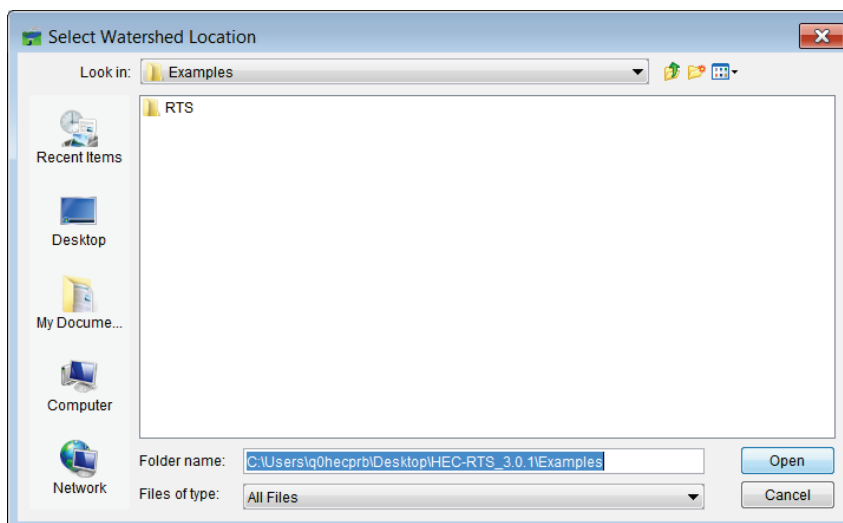 Select Watershed Location
Look in: Examples
RTS
Recent Items
Desktop
My Docume...
Computer
Network
Folder name: C:\Users\q0hecprb\Desktop\HEC-RTS_3.0.1\Examples
Open
Files of type: All Files
Cancel